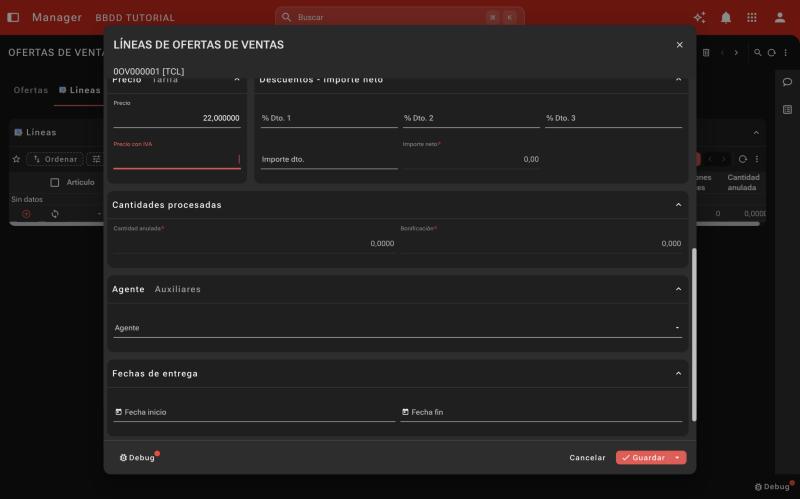 Manager BBDD TUTORIAL
Buscar
⌘ K
OFERTAS DE VENTA
LÍNEAS DE OFERTAS DE VENTAS
0OV000001 [TCL]
Ofertas Líneas
Precio Tarifa
Descuentos - Importe neto
Precio
22,000000
% Dto. 1
% Dto. 2
% Dto. 3
Líneas
Precio con IVA
Importe dto.
Importe neto*
0,00
Ordenar
Artículo
Cantidad
anulada
Sin datos
0
0,0000
Cantidades procesadas
Cantidad anulada*
0,0000
Bonificación*
0,000
Agente Auxiliares
Agente
Fechas de entrega
Fecha inicio
Fecha fin
Debug
Cancelar
Guardar
Debug